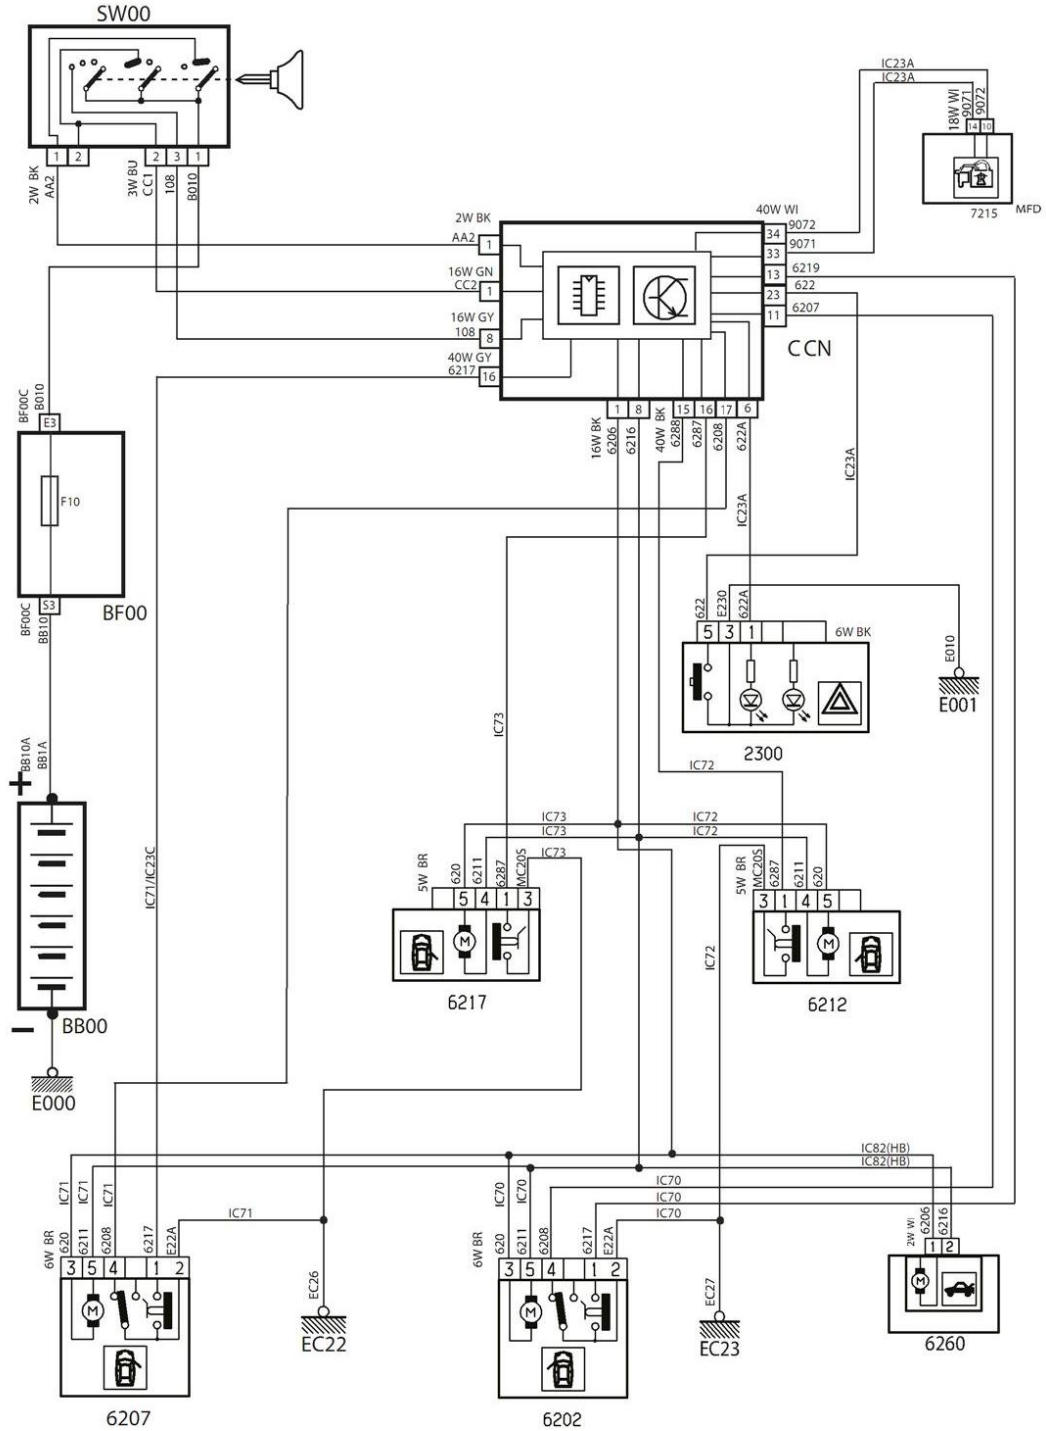 SW00
1
2
2
3
1
2W BK
AA2
3W BU
CC1
108
B010
IC23A
IC23A
18W WI
9071
9072
14
10
7215
MFD
2W BK
AA2
1
16W GN
CC2
1
16W GY
108
8
40W GY
6217
16
40W WI
34
9072
33
9071
13
6219
23
622
11
6207
CCN
1
8
15
16
17
6
16W BK
6206
6216
40W BK
6288
6287
6208
622A
IC23A
IC23A
BF00C
B010
E3
F10
BF00C
BB10
S3
BF00
622
E230
622A
5
3
1
6W BK
2300
E010
E001
BB10A
BB1A
+
−
BB00
E000
IC71/IC23C
IC73
IC72
IC73
IC73
IC73
IC72
IC72
IC72
5W BR
620
6211
6287
MC20S
5
4
1
3
M
6217
5W BR
MC20S
6287
6211
620
3
1
4
5
M
6212
IC82(HB)
IC82(HB)
IC71
IC71
IC71
IC71
6W BR
620
6211
6208
6217
E22A
3
5
4
1
2
M
6207
EC26
EC22
IC70
IC70
IC70
IC70
IC70
6W BR
620
6211
6208
6217
E22A
3
5
4
1
2
M
6202
EC27
EC23
2W WI
6206
6216
1
2
M
6260